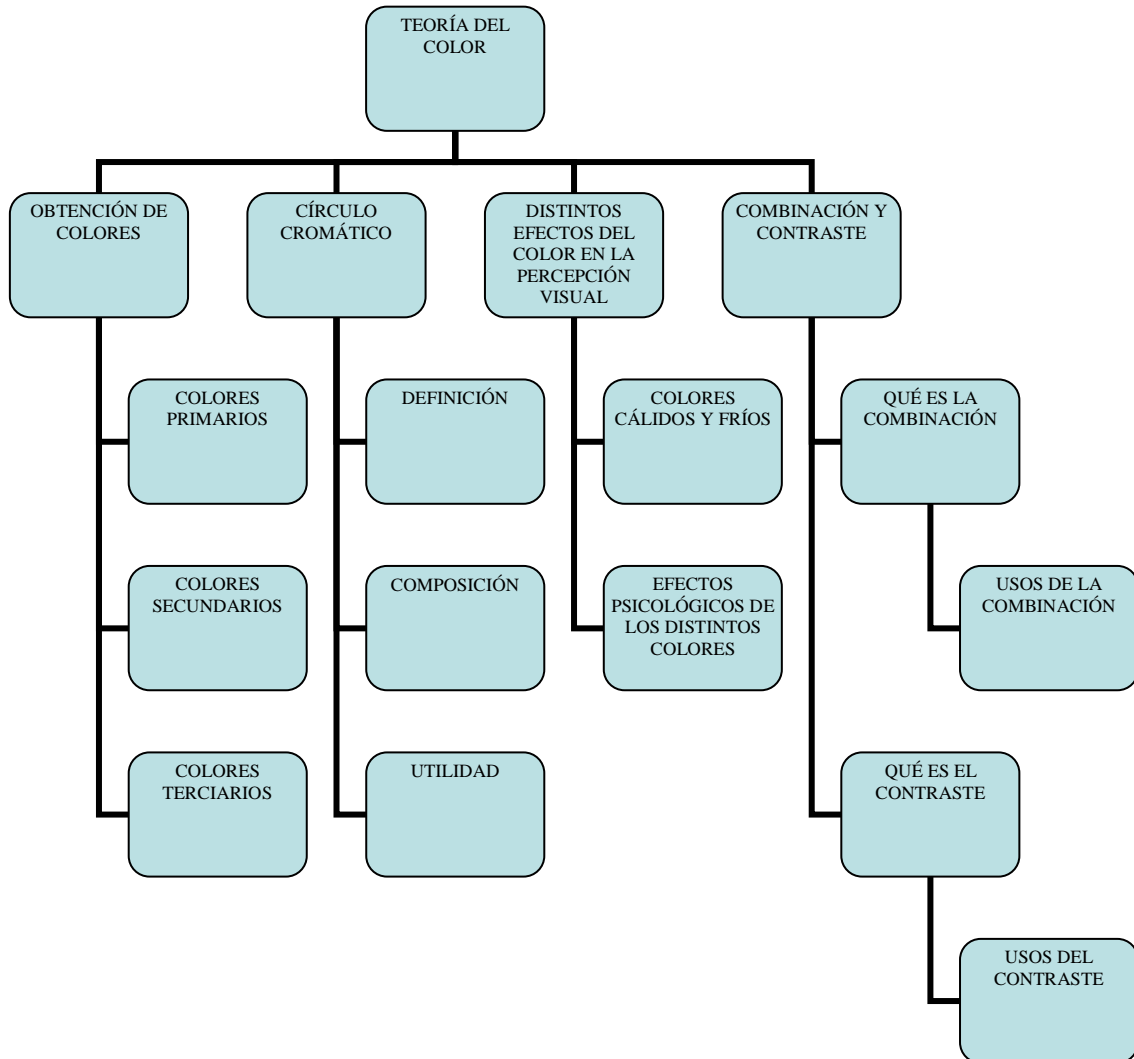 TEORÍA DEL
COLOR
OBTENCIÓN DE
COLORES
CÍRCULO
CROMÁTICO
DISTINTOS
EFECTOS DEL
COLOR EN LA
PERCEPCIÓN
VISUAL
COMBINACIÓN Y
CONTRASTE
COLORES
PRIMARIOS
DEFINICIÓN
COLORES
CÁLIDOS Y FRÍOS
QUÉ ES LA
COMBINACIÓN
COLORES
SECUNDARIOS
COMPOSICIÓN
EFECTOS
PSICOLÓGICOS DE
LOS DISTINTOS
COLORES
USOS DE LA
COMBINACIÓN
COLORES
TERCIARIOS
UTILIDAD
QUÉ ES EL
CONTRASTE
USOS DEL
CONTRASTE